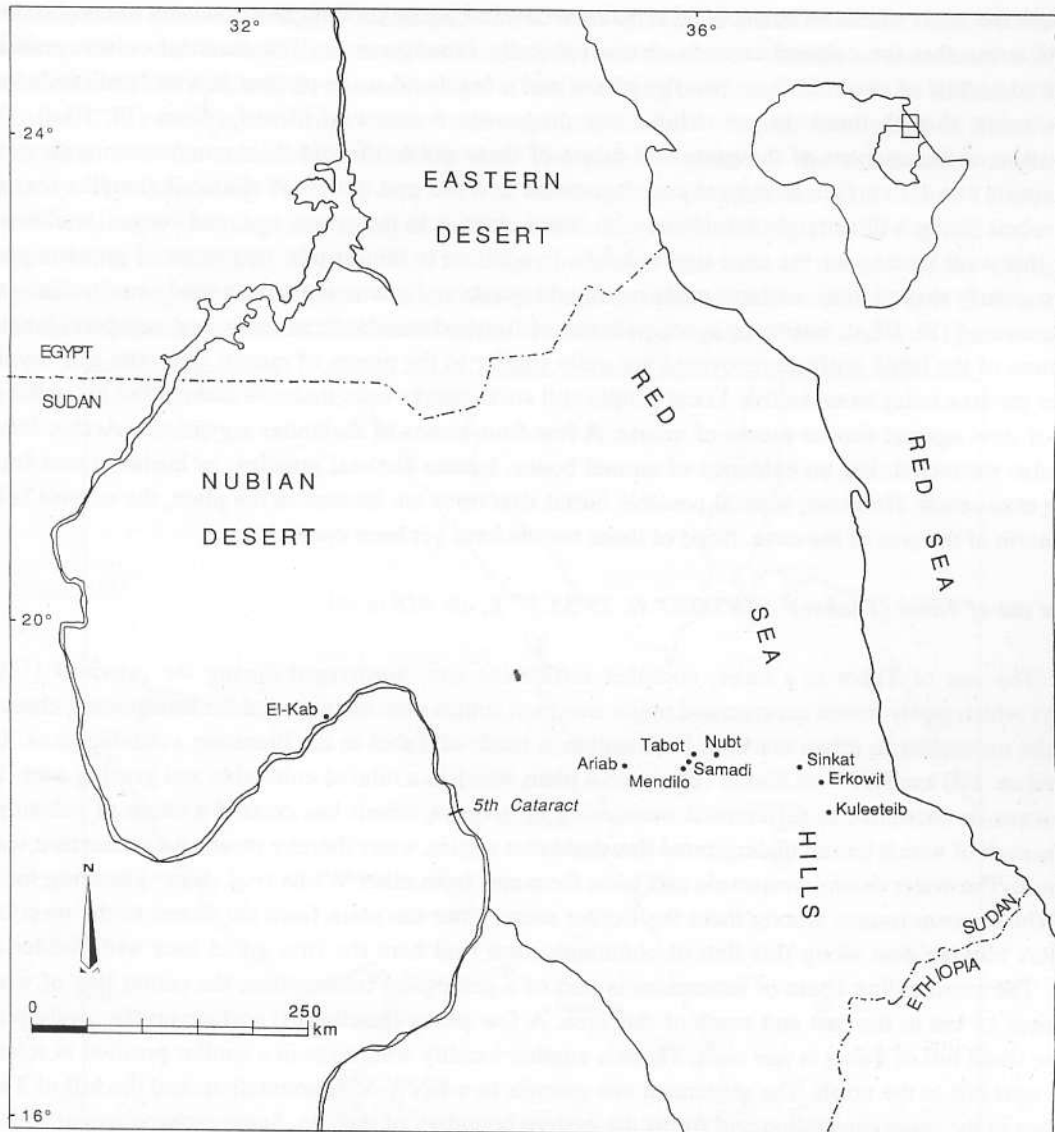 32° 36°
24°
EASTERN
DESERT
EGYPT
SUDAN
RED
SEA
HILLS
RED
SEA
NUBIAN
DESERT
20°
El-Kab
Tabot Nubt
Ariab Samadi Sinkat
Mendilo Erkowit
Kuleeteib
5th Cataract
N
SUDAN
ETHIOPIA
0 250
km
16°